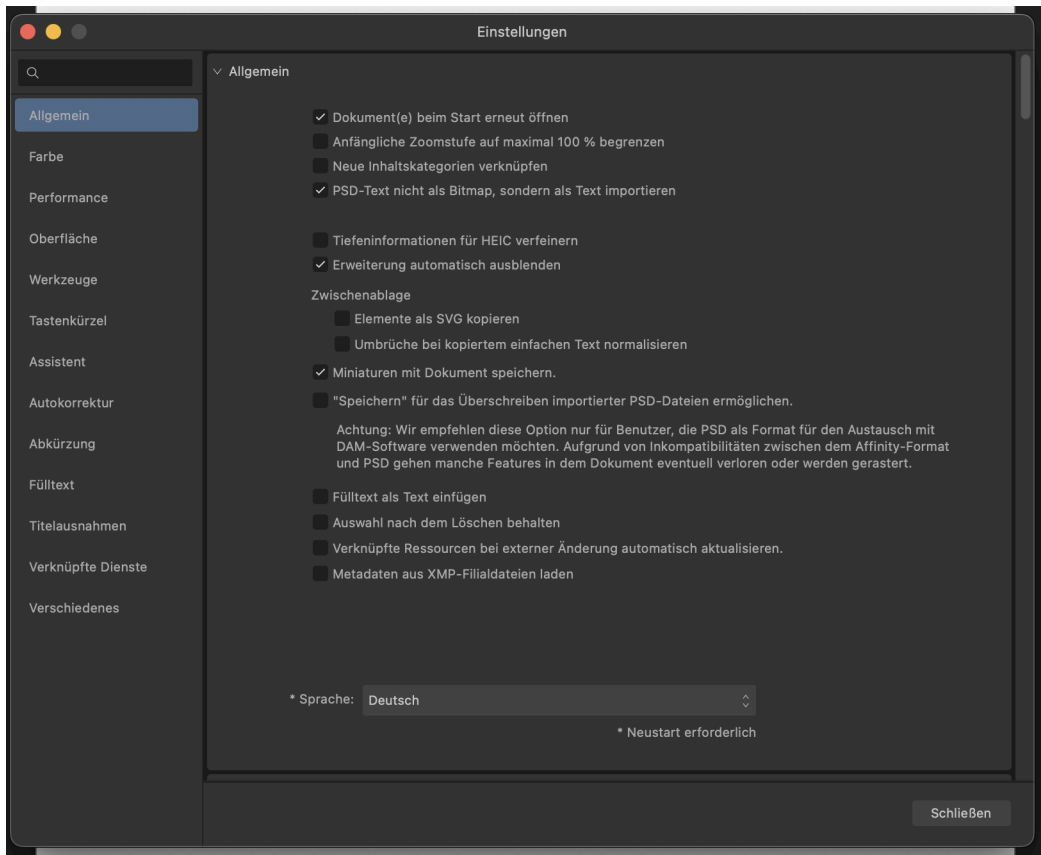 Einstellungen
Allgemein
Farbe
Performance
Oberfläche
Werkzeuge
Tastenkürzel
Assistent
Autokorrektur
Abkürzung
Fülltext
Titelausnahmen
Verknüpfte Dienste
Verschiedenes
Allgemein
Dokument(e) beim Start erneut öffnen
Anfängliche Zoomstufe auf maximal 100 % begrenzen
Neue Inhaltskategorien verknüpfen
PSD-Text nicht als Bitmap, sondern als Text importieren
Tiefeninformationen für HEIC verfeinern
Erweiterung automatisch ausblenden
Zwischenablage
Elemente als SVG kopieren
Umbrüche bei kopiertem einfachen Text normalisieren
Miniaturen mit Dokument speichern.
"Speichern" für das Überschreiben importierter PSD-Dateien ermöglichen.
Achtung: Wir empfehlen diese Option nur für Benutzer, die PSD als Format für den Austausch mit
DAM-Software verwenden möchten. Aufgrund von Inkompatibilitäten zwischen dem Affinity-Format
und PSD gehen manche Features in dem Dokument eventuell verloren oder werden gerastert.
Fülltext als Text einfügen
Auswahl nach dem Löschen behalten
Verknüpfte Ressourcen bei externer Änderung automatisch aktualisieren.
Metadaten aus XMP-Filialdateien laden
* Sprache: Deutsch
* Neustart erforderlich
Schließen